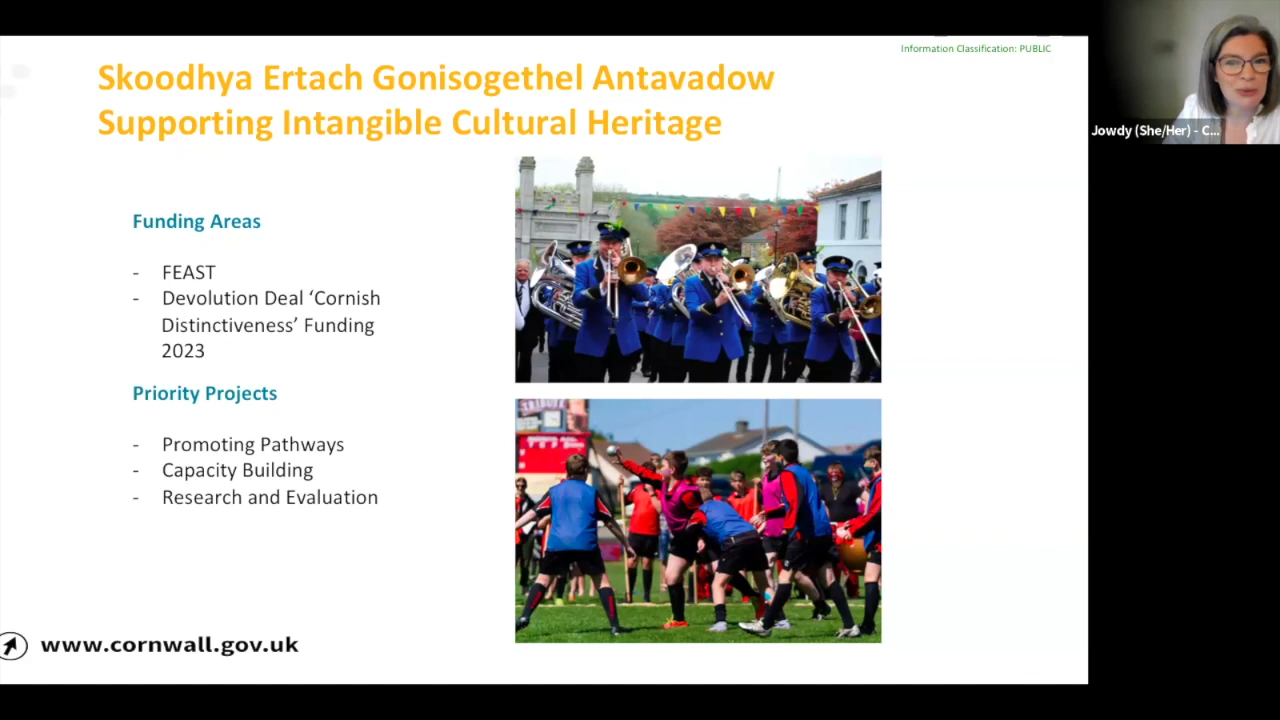 Information Classification: PUBLIC
Skoodhya Ertach Gonisogethel Antavadow
Supporting Intangible Cultural Heritage
Funding Areas
- FEAST
- Devolution Deal ‘Cornish
Distinctiveness’ Funding
2023
Priority Projects
- Promoting Pathways
- Capacity Building
- Research and Evaluation
www.cornwall.gov.uk
Jowdy (She/Her) - C...
TRIBUTE